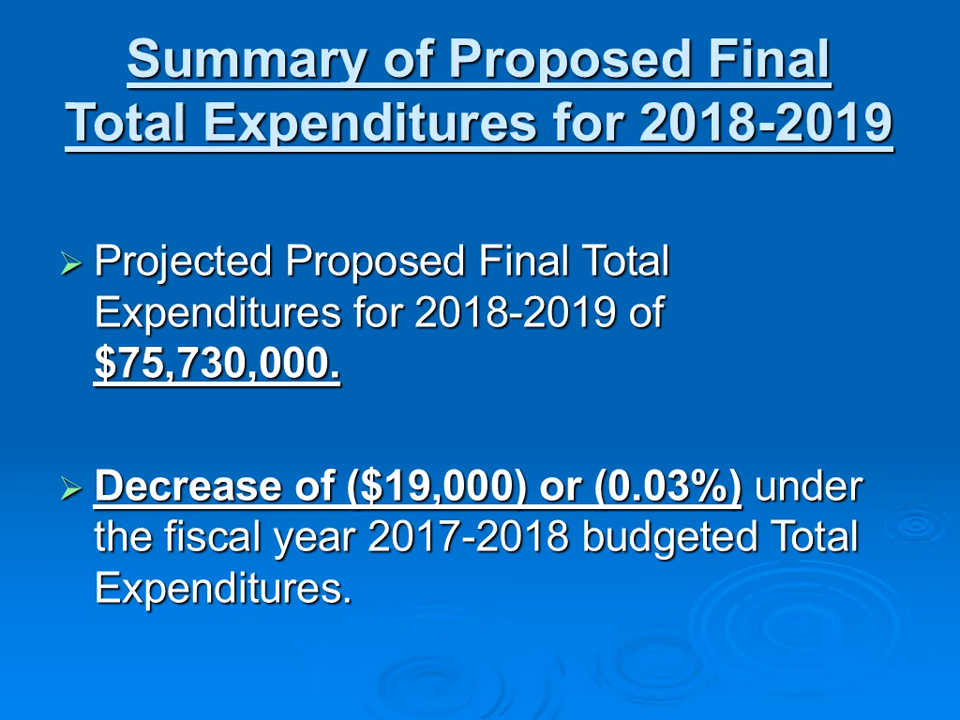 Summary of Proposed Final
Total Expenditures for 2018-2019
Projected Proposed Final Total
Expenditures for 2018-2019 of
$75,730,000.
Decrease of ($19,000) or (0.03%) under
the fiscal year 2017-2018 budgeted Total
Expenditures.